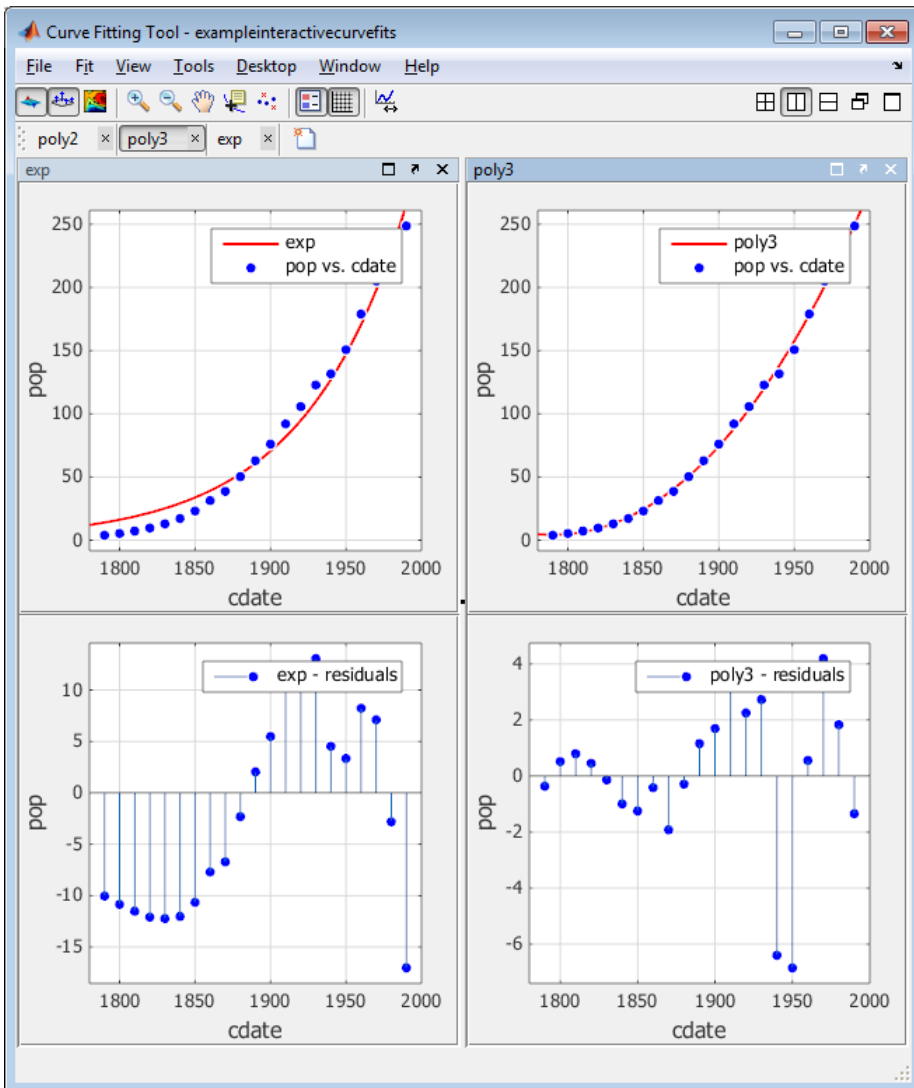 Curve Fitting Tool - exampleinteractivecurvefits
File Fit View Tools Desktop Window Help
poly2 × poly3 × exp ×
exp
250
200
150
100
50
0
pop
exp
pop vs. cdate
1800 1850 1900 1950 2000
cdate
10
5
0
-5
-10
-15
pop
exp - residuals
1800 1850 1900 1950 2000
cdate
poly3
250
200
150
100
50
0
pop
poly3
pop vs. cdate
1800 1850 1900 1950 2000
cdate
4
2
0
-2
-4
-6
pop
poly3 - residuals
1800 1850 1900 1950 2000
cdate